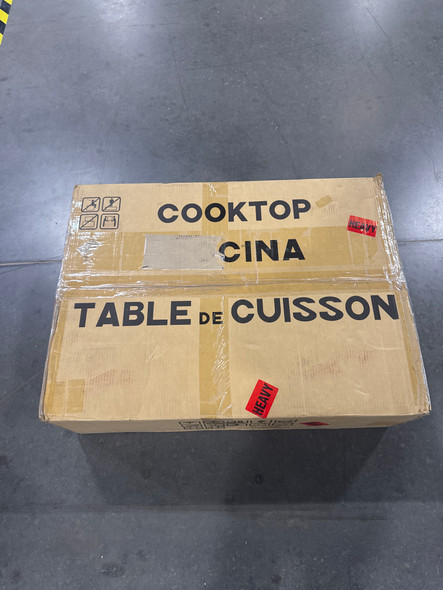 COOKTOP
HEAVY
CINA
TABLE DE CUISSON
HEAVY